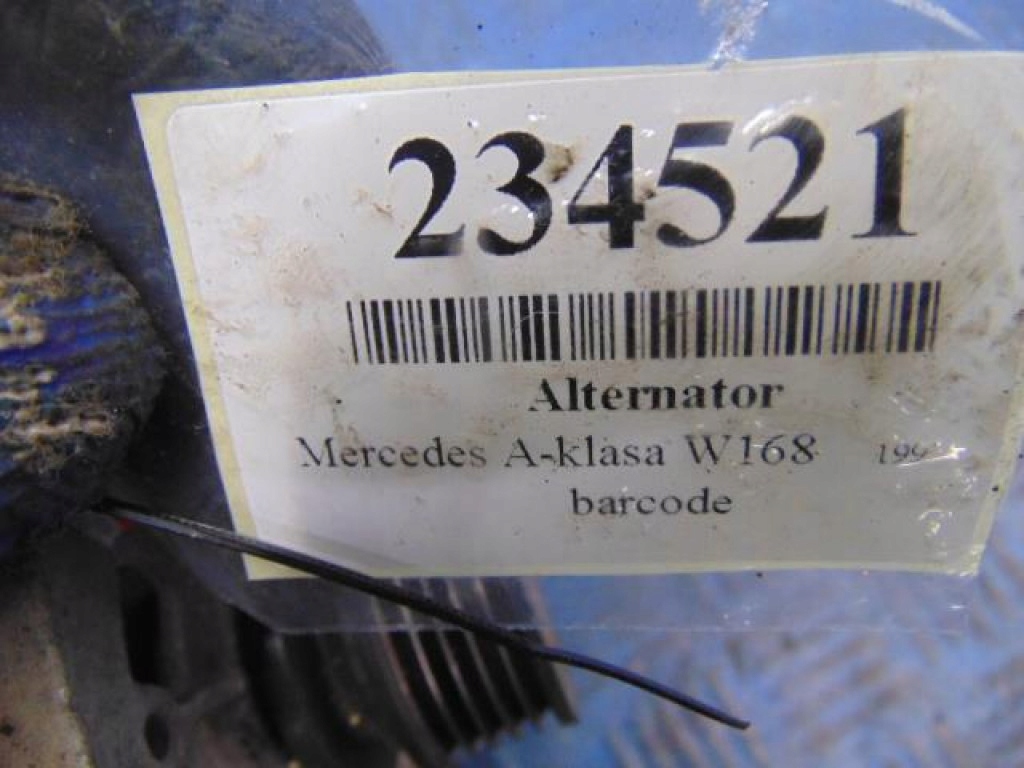 234521
Alternator
Mercedes A-klasa W168
barcode